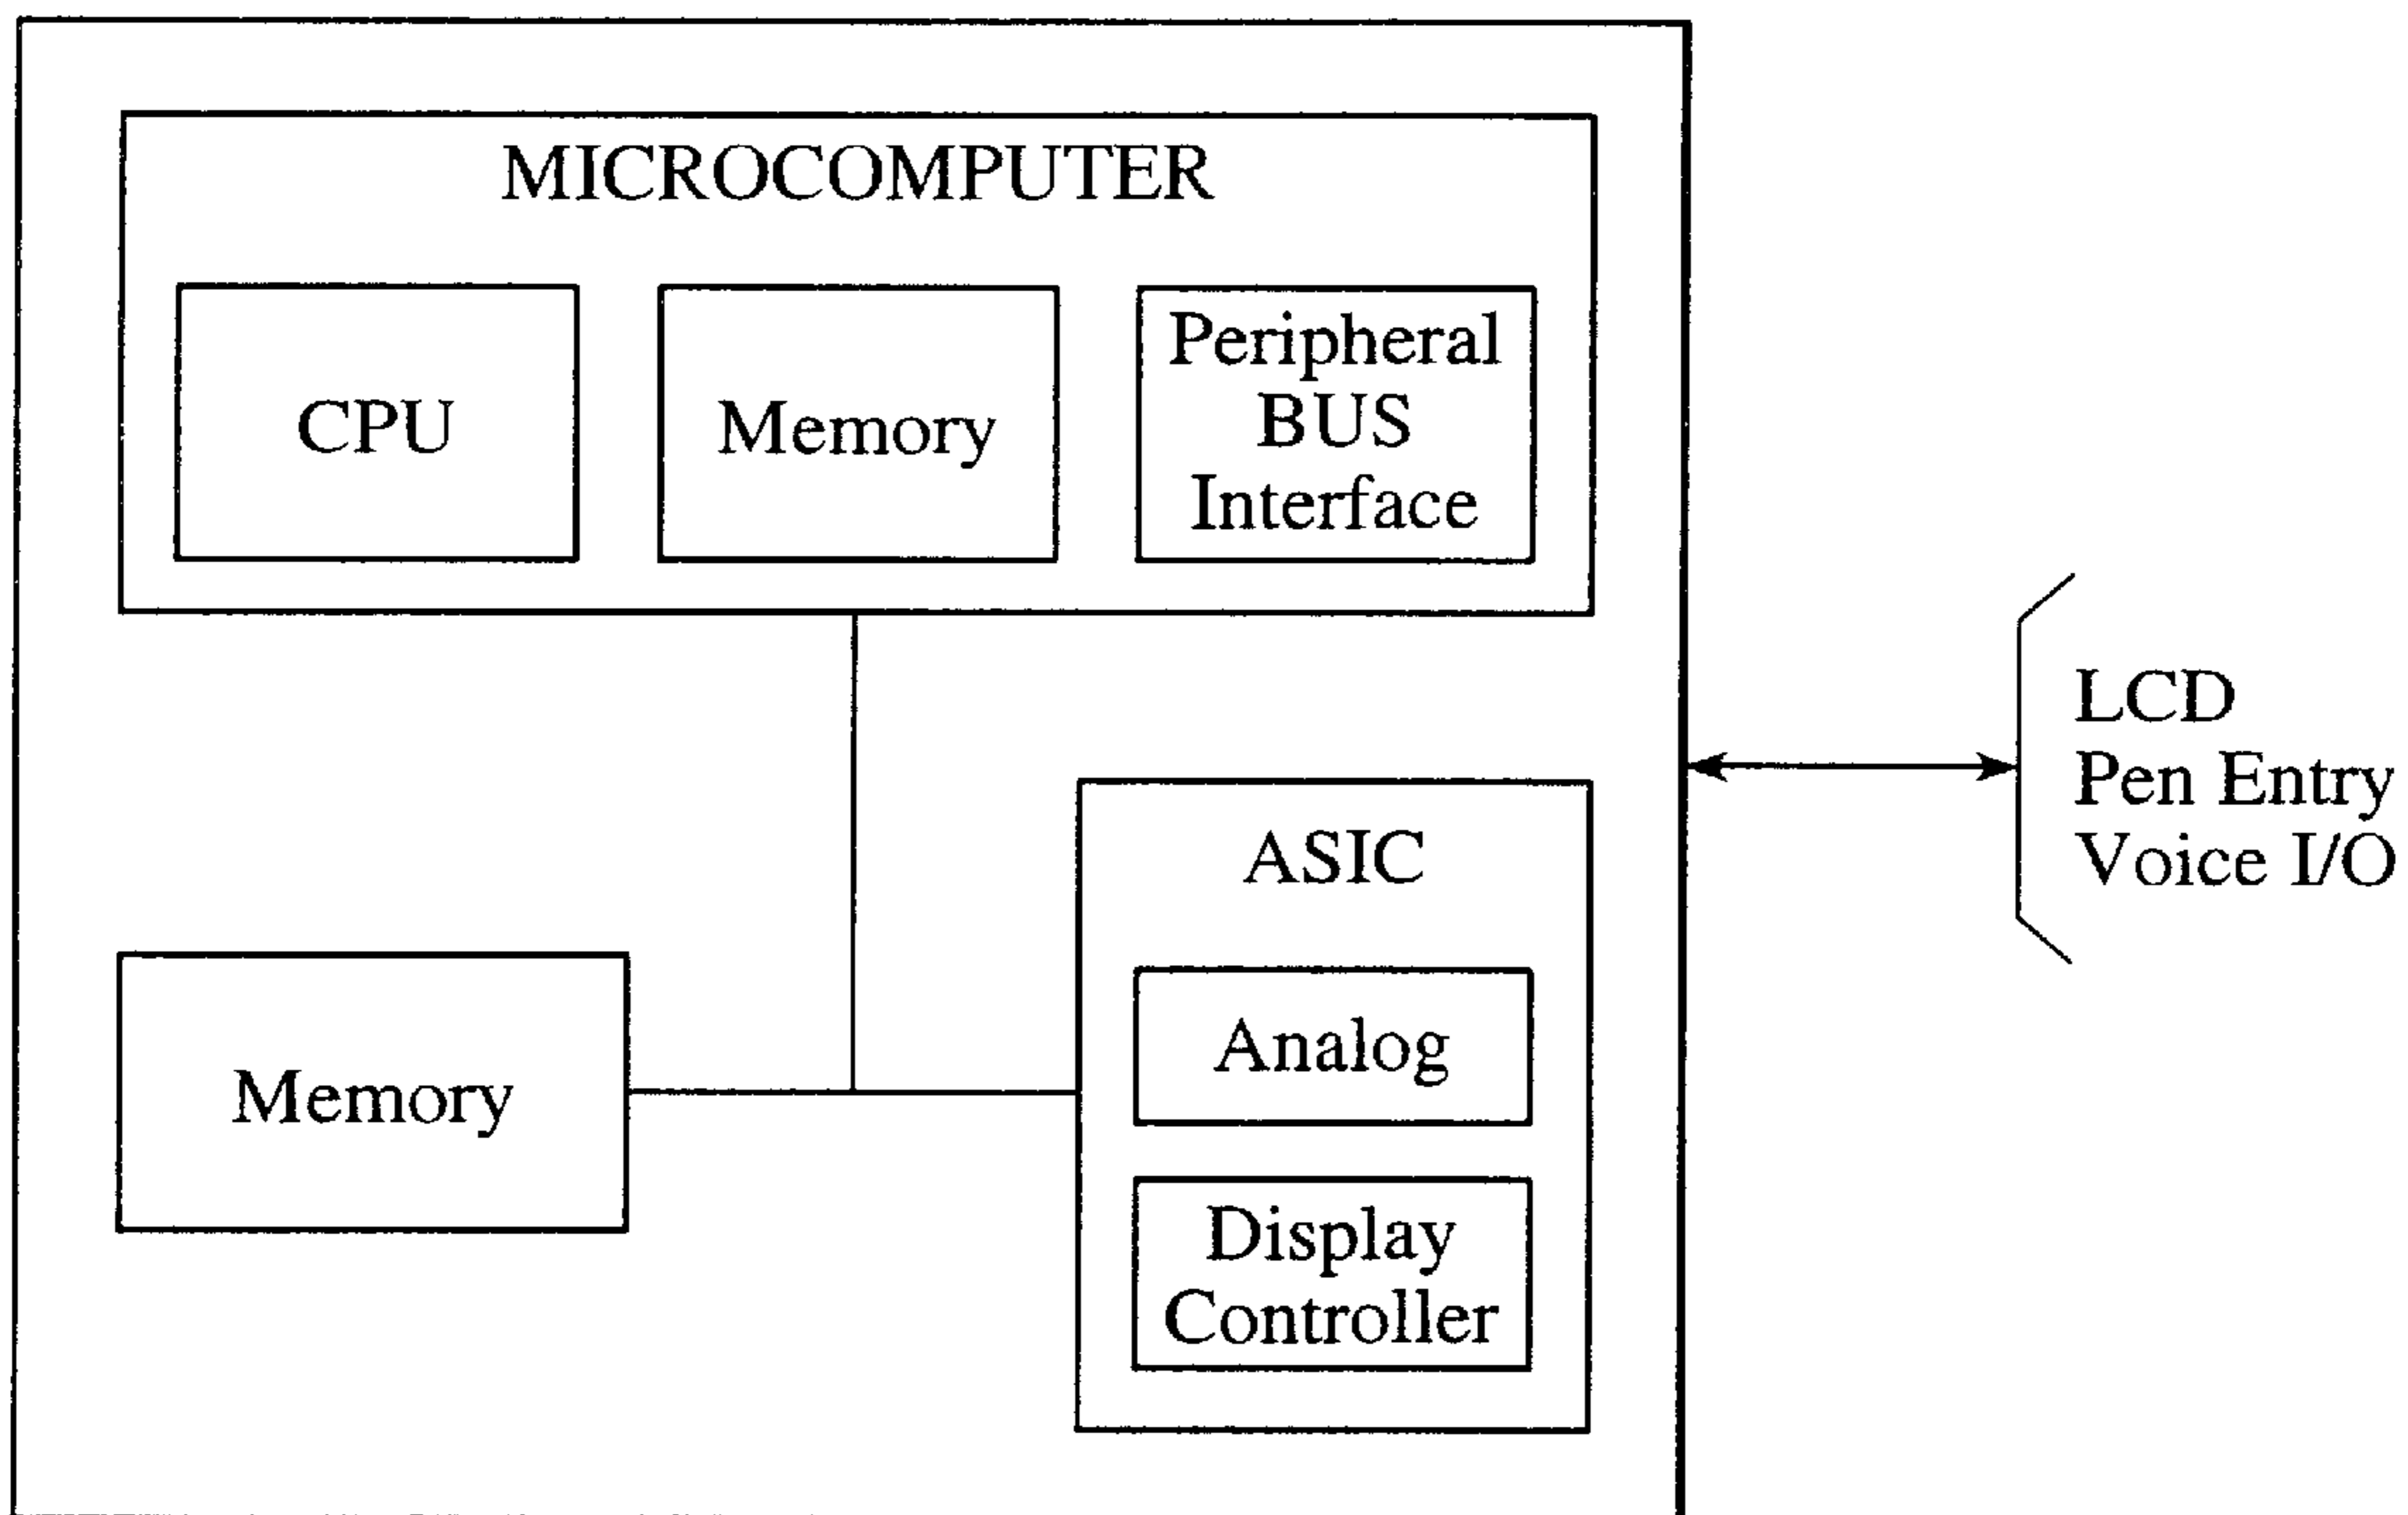 MICROCOMPUTER
CPU
Memory
Peripheral
BUS
Interface
LCD
Pen Entry
Voice I/O
ASIC
Analog
Memory
Display
Controller